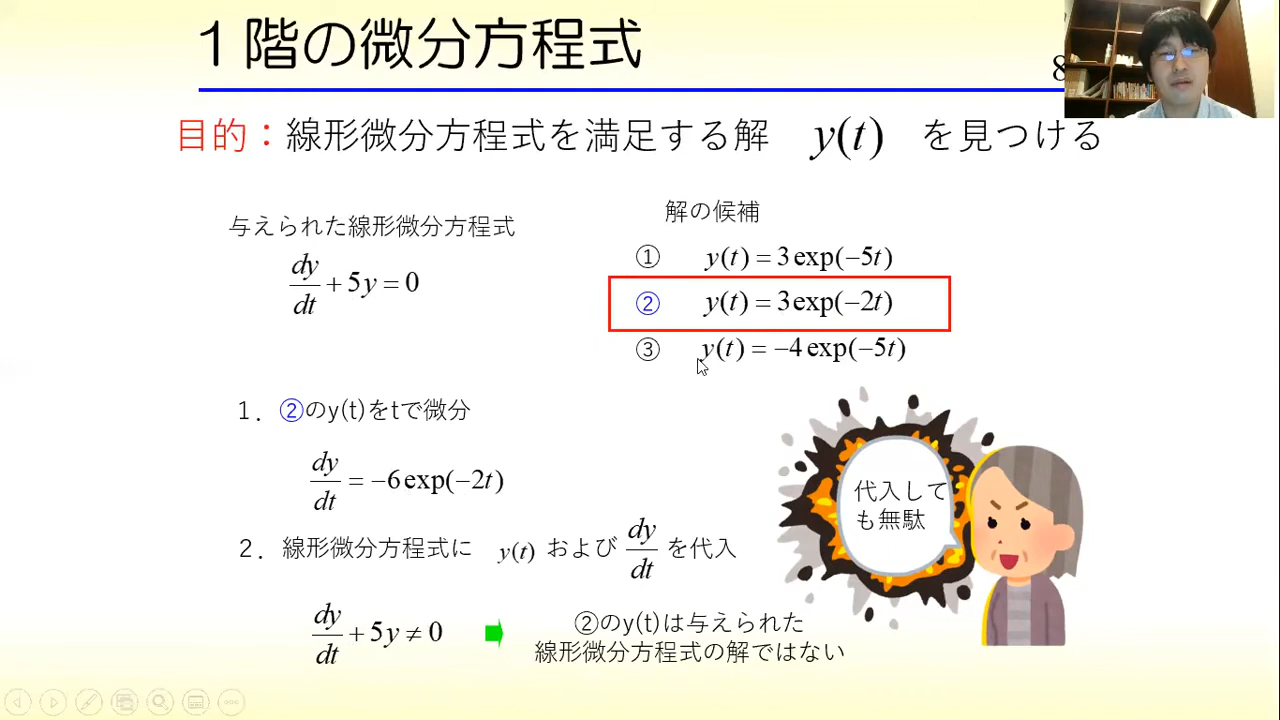 １階の微分方程式
8
目的：線形微分方程式を満足する解 y(t) を見つける
与えられた線形微分方程式
dy/dt + 5y = 0
解の候補
① y(t) = 3 exp(−5t)
② y(t) = 3 exp(−2t)
③ y(t) = −4 exp(−5t)
１．②のy(t)をtで微分
dy/dt = −6 exp(−2t)
２．線形微分方程式に y(t) および dy/dt を代入
dy/dt + 5y ≠ 0
②のy(t)は与えられた
線形微分方程式の解ではない
代入して
も無駄